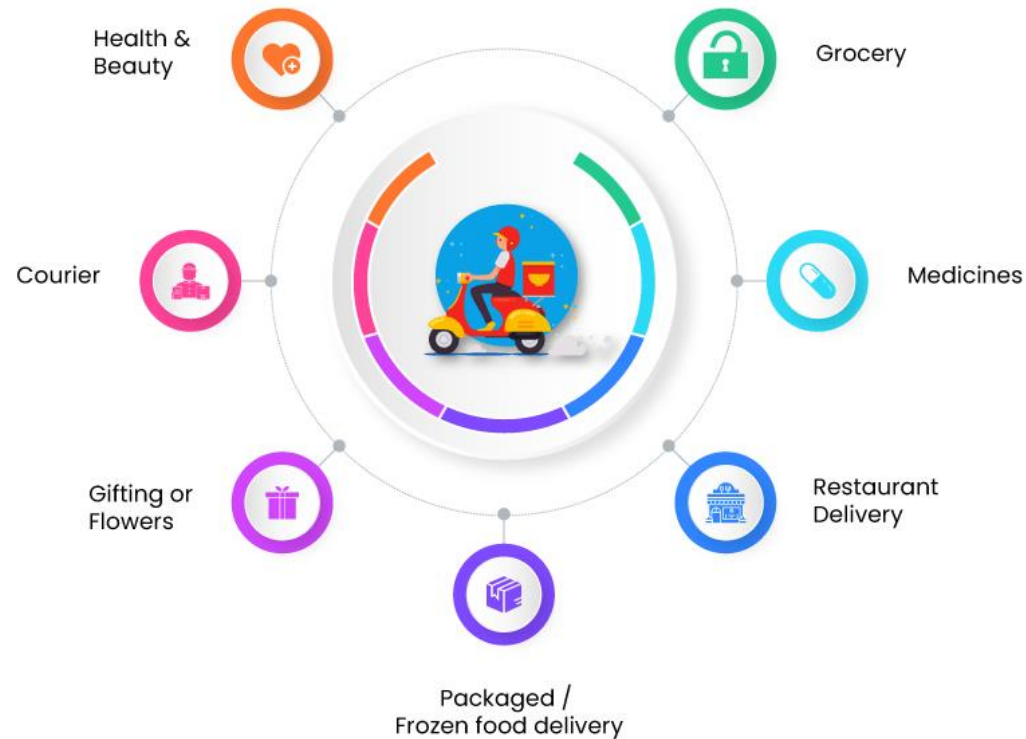 Health &
Beauty
Grocery
Courier
Medicines
Gifting or
Flowers
Restaurant
Delivery
Packaged /
Frozen food delivery